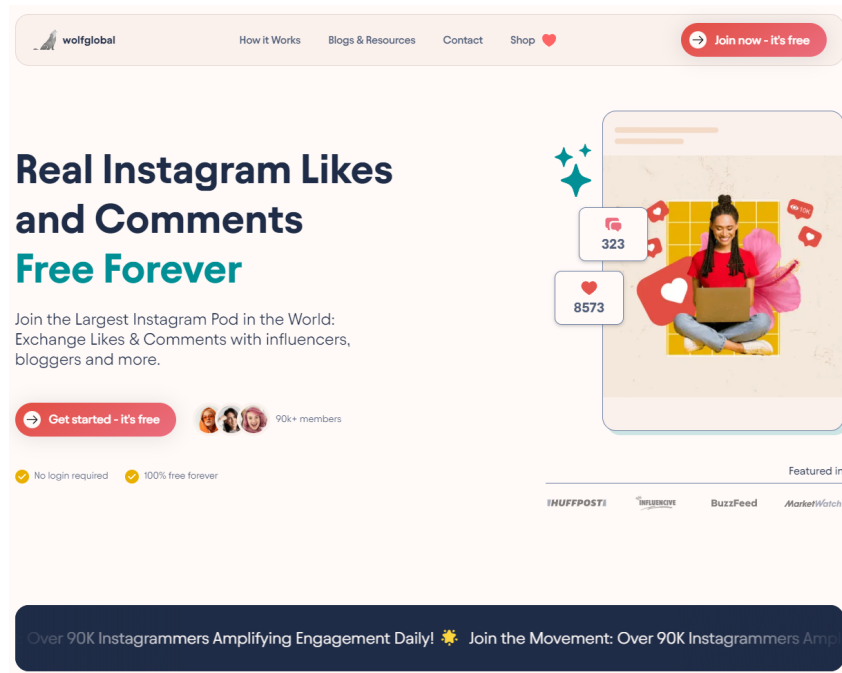 wolfglobal
How it Works
Blogs & Resources
Contact
Shop
Join now - it's free
Real Instagram Likes
and Comments
Free Forever
Join the Largest Instagram Pod in the World:
Exchange Likes & Comments with influencers,
bloggers and more.
Get started - it's free
90k+ members
No login required
100% free forever
10K
323
8573
Featured in
HUFFPOST
INFLUENCIVE
BuzzFeed
MarketWatch
Over 90K Instagrammers Amplifying Engagement Daily! 🌟 Join the Movement: Over 90K Instagrammers Amp